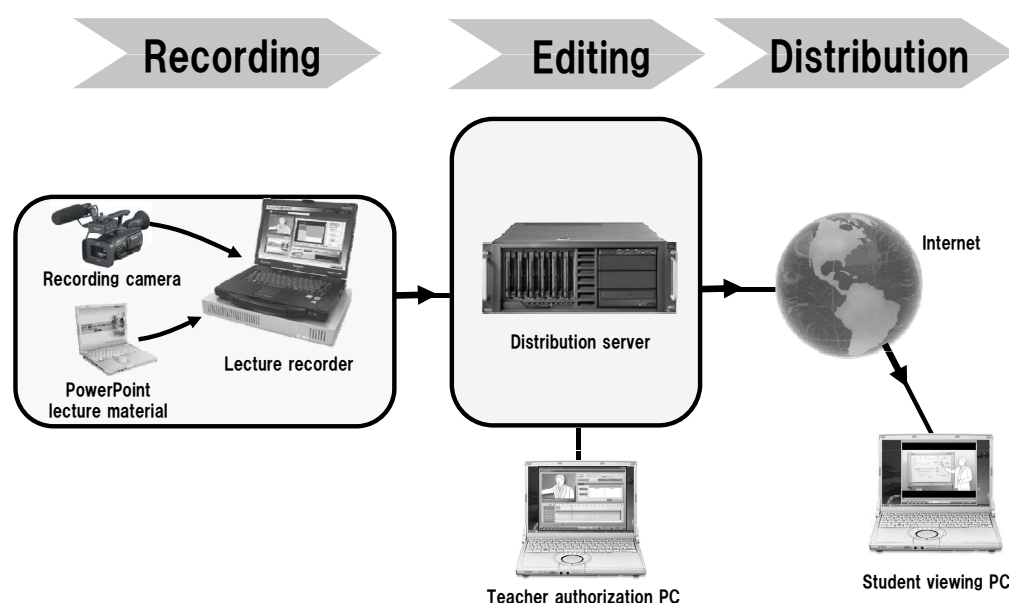 Recording
Editing
Distribution
Recording camera
PowerPoint
lecture material
Lecture recorder
Distribution server
Internet
Teacher authorization PC
Student viewing PC